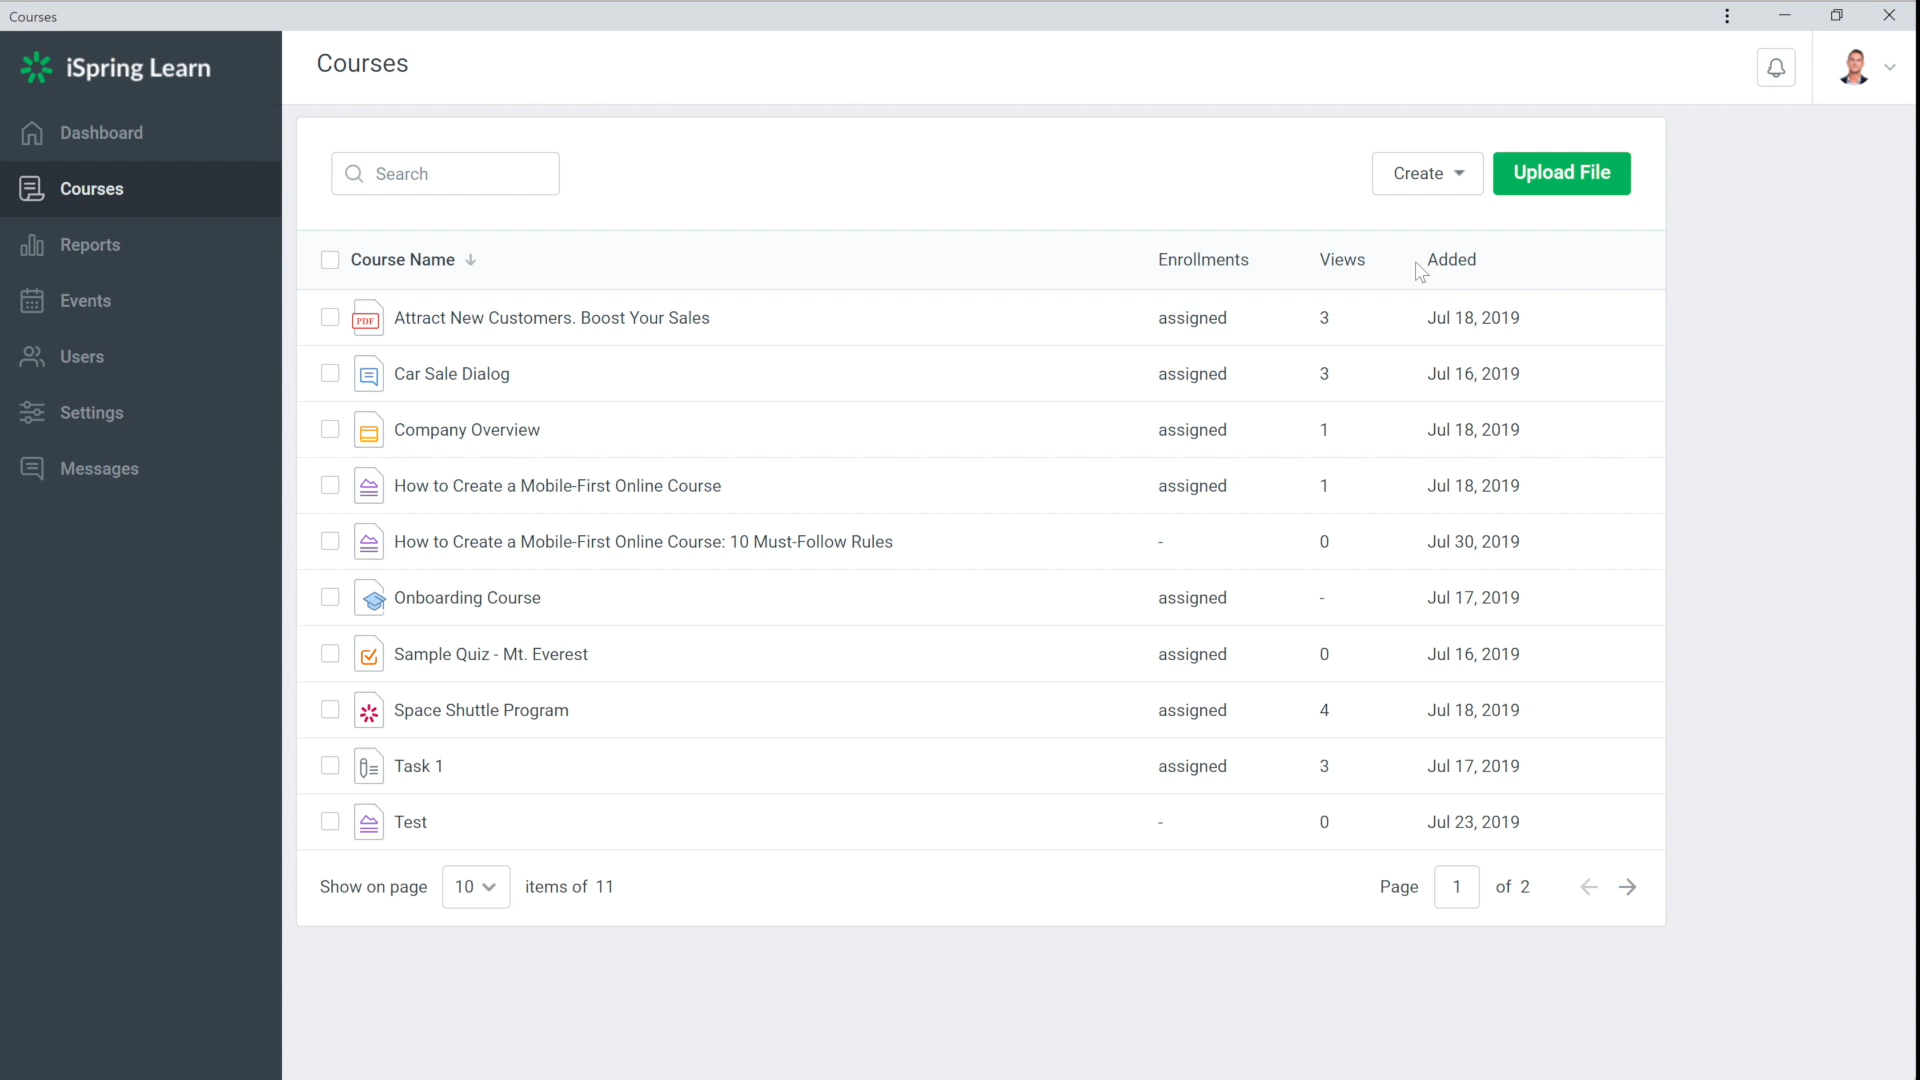 Courses
iSpring Learn
Courses
Dashboard
Courses
Reports
Events
Users
Settings
Messages
Search
Create
Upload File
Course Name Enrollments Views Added
PDF Attract New Customers. Boost Your Sales assigned 3 Jul 18, 2019
Car Sale Dialog assigned 3 Jul 16, 2019
Company Overview assigned 1 Jul 18, 2019
How to Create a Mobile-First Online Course assigned 1 Jul 18, 2019
How to Create a Mobile-First Online Course: 10 Must-Follow Rules - 0 Jul 30, 2019
Onboarding Course assigned - Jul 17, 2019
Sample Quiz - Mt. Everest assigned 0 Jul 16, 2019
Space Shuttle Program assigned 4 Jul 18, 2019
Task 1 assigned 3 Jul 17, 2019
Test - 0 Jul 23, 2019
Show on page 10 items of 11 Page 1 of 2